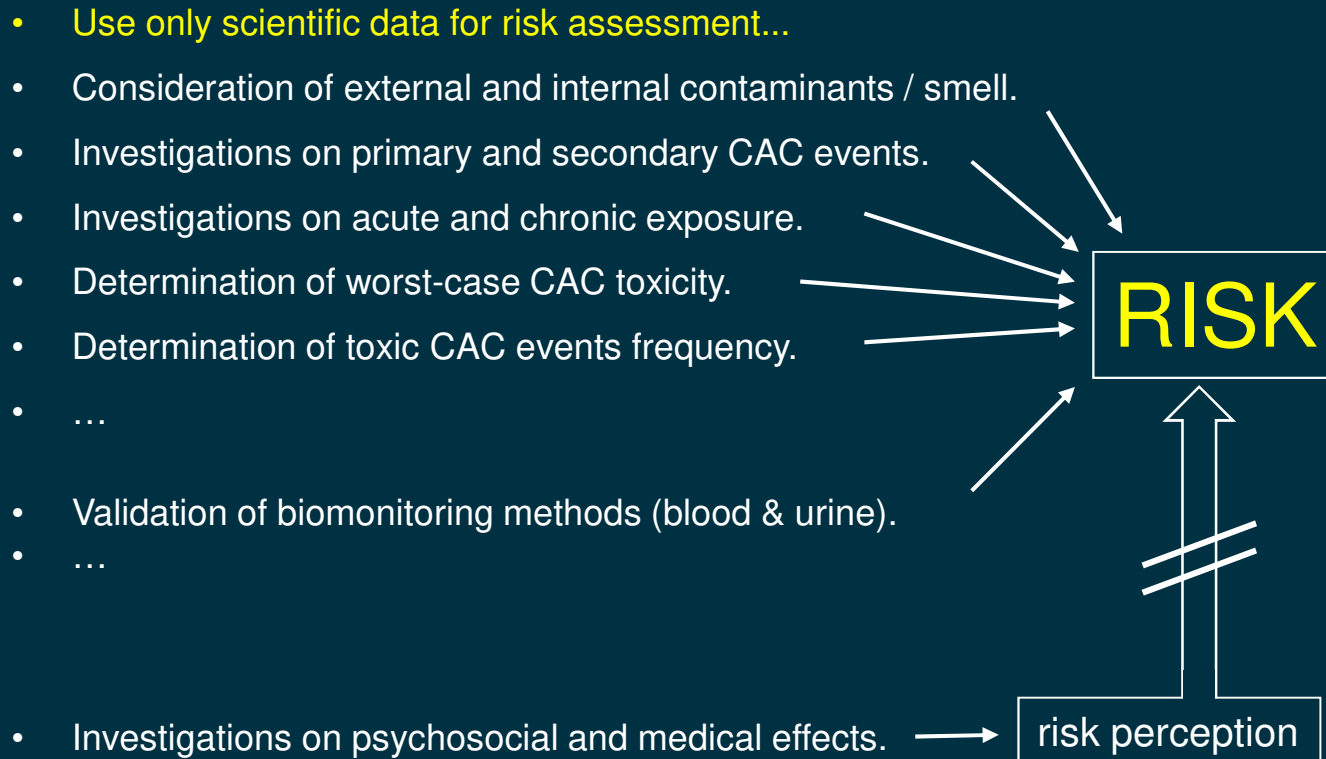 • Use only scientific data for risk assessment...
• Consideration of external and internal contaminants / smell.
• Investigations on primary and secondary CAC events.
• Investigations on acute and chronic exposure.
• Determination of worst-case CAC toxicity.
• Determination of toxic CAC events frequency.
• …
• Validation of biomonitoring methods (blood & urine).
• …
• Investigations on psychosocial and medical effects.
RISK
risk perception